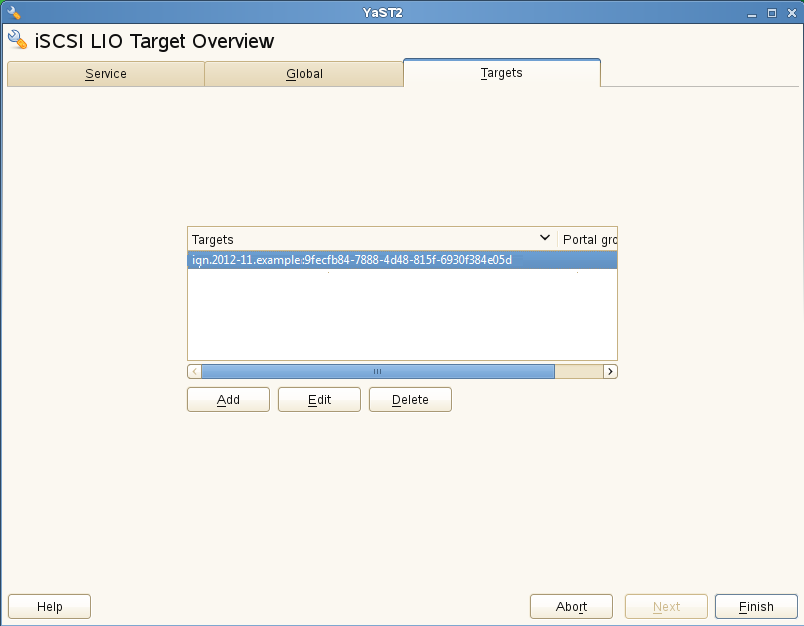 YaST2
iSCSI LIO Target Overview
Service Global Targets
Targets Portal gro
iqn.2012-11.example:9fecfb84-7888-4d48-815f-6930f384e05d
Add Edit Delete
Help Abort Next Finish